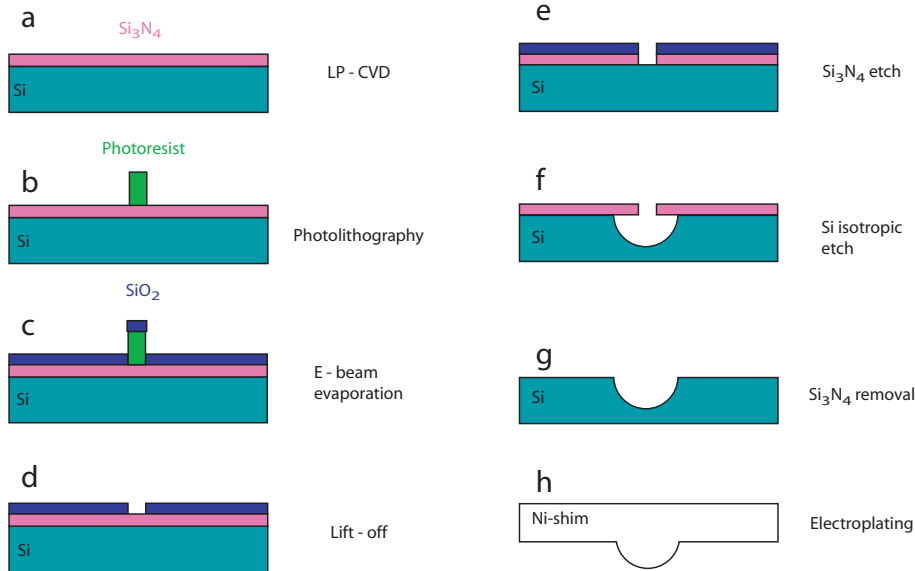 a
Si₃N₄
Si
LP - CVD
Photoresist
b
Si
Photolithography
SiO₂
c
Si
E - beam
evaporation
d
Si
Lift - off
e
Si
Si₃N₄ etch
f
Si
Si isotropic
etch
g
Si
Si₃N₄ removal
h
Ni-shim
Electroplating